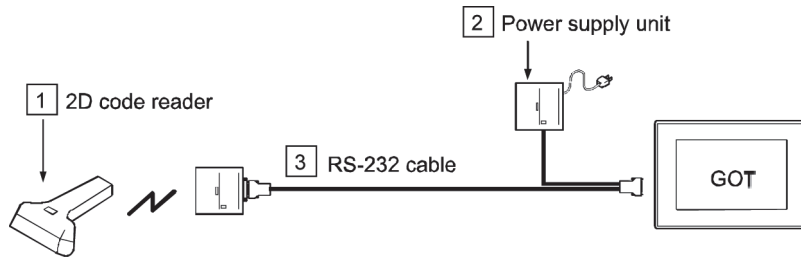 2 Power supply unit
1 2D code reader
3 RS-232 cable
GOT